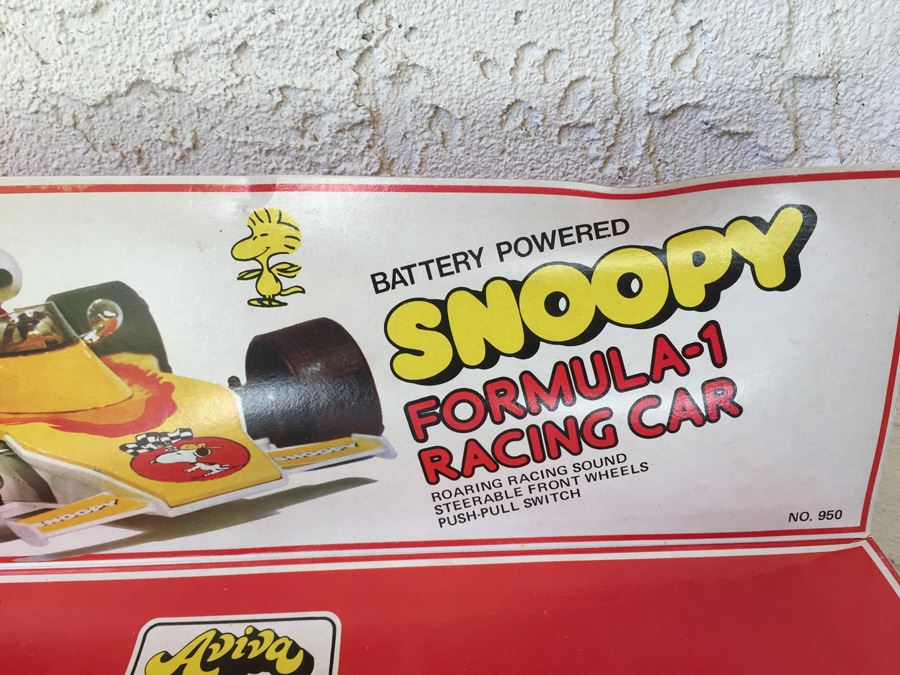 BATTERY POWERED
SNOOPY
FORMULA-1
RACING CAR
ROARING RACING SOUND
STEERABLE FRONT WHEELS
PUSH-PULL SWITCH
NO. 950
SNOOPY
SNOOPY
Aviva